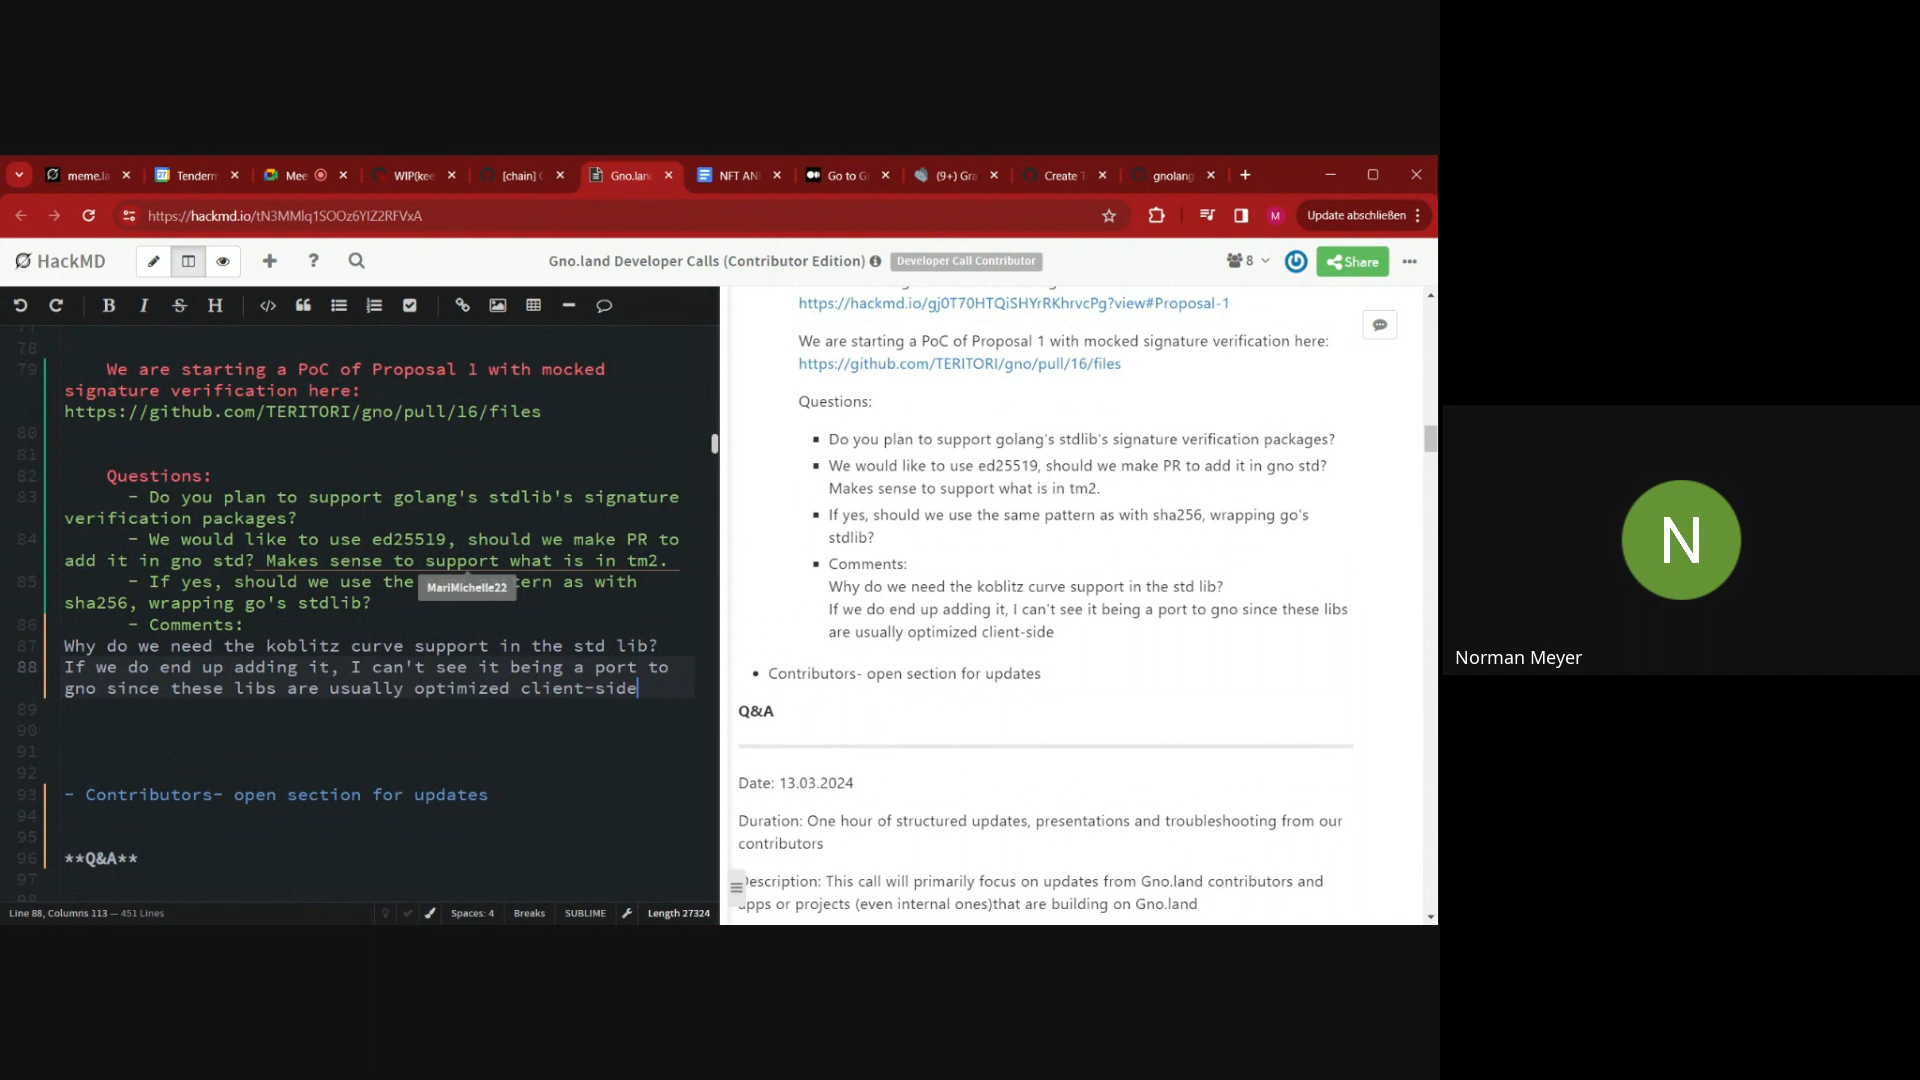 meme.la
Tenderm
Mee
WIP(kee
[chain] 
Gno.lan
NFT AN
Go to G
(9+) Gra
Create T
gnolang
https://hackmd.io/tN3MMlq1SOOz6YlZ2RFVxA
M
Update abschließen
HackMD
Gno.land Developer Calls (Contributor Edition)
Developer Call Contributor
8
Share
B I S H
78
79 We are starting a PoC of Proposal 1 with mocked
signature verification here:
https://github.com/TERITORI/gno/pull/16/files
80
81
82 Questions:
83 - Do you plan to support golang's stdlib's signature
verification packages?
84 - We would like to use ed25519, should we make PR to
add it in gno std? Makes sense to support what is in tm2.
85 - If yes, should we use the tern as with
MariMichelle22
sha256, wrapping go's stdlib?
86 - Comments:
87 Why do we need the koblitz curve support in the std lib?
88 If we do end up adding it, I can't see it being a port to
gno since these libs are usually optimized client-side
89
90
91
92
93 - Contributors- open section for updates
94
95
96 **Q&A**
97
Line 88, Columns 113 — 451 Lines
Spaces: 4
Breaks
SUBLIME
Length 27324
https://hackmd.io/gj0T70HTQiSHYrRKhrvcPg?view#Proposal-1
We are starting a PoC of Proposal 1 with mocked signature verification here:
https://github.com/TERITORI/gno/pull/16/files
Questions:
Do you plan to support golang's stdlib's signature verification packages?
We would like to use ed25519, should we make PR to add it in gno std?
Makes sense to support what is in tm2.
If yes, should we use the same pattern as with sha256, wrapping go's
stdlib?
Comments:
Why do we need the koblitz curve support in the std lib?
If we do end up adding it, I can't see it being a port to gno since these libs
are usually optimized client-side
Contributors- open section for updates
Q&A
Date: 13.03.2024
Duration: One hour of structured updates, presentations and troubleshooting from our
contributors
Description: This call will primarily focus on updates from Gno.land contributors and
apps or projects (even internal ones)that are building on Gno.land
N
Norman Meyer